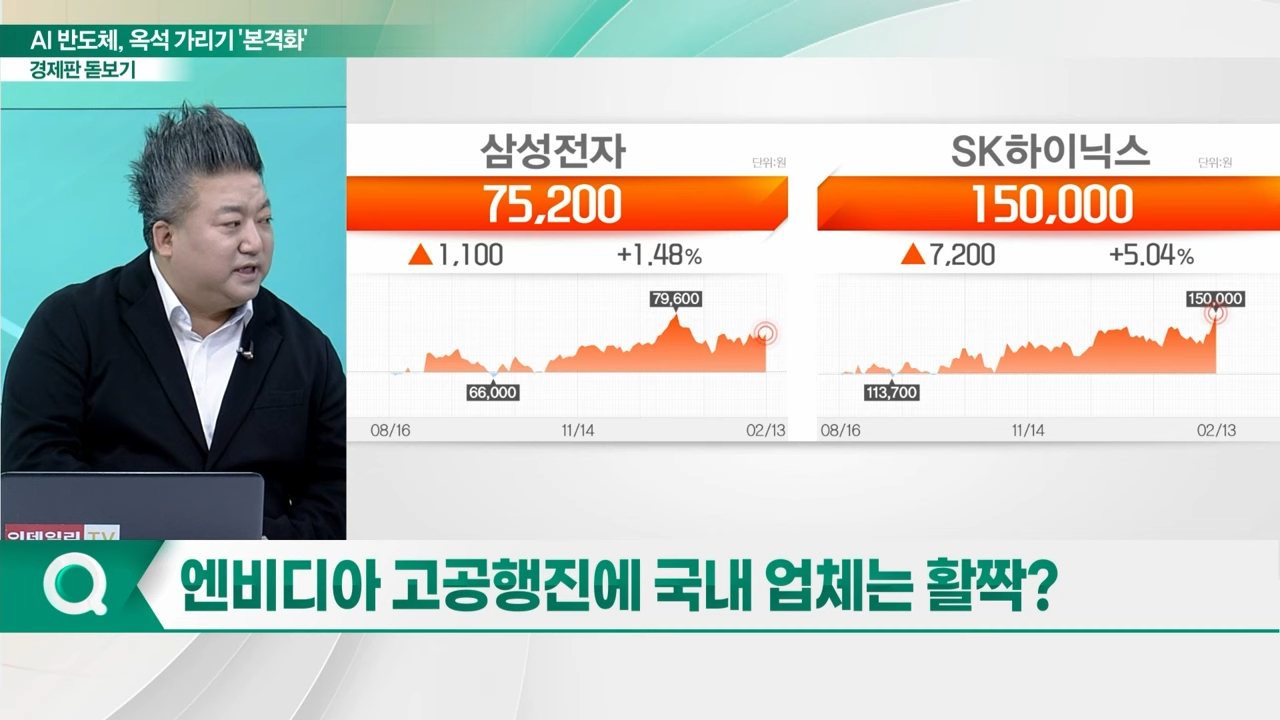 AI 반도체, 옥석 가리기 '본격화'
경제판 돋보기
삼성전자
단위:원
75,200
▲1,100 +1.48%
79,600
66,000
08/16 11/14 02/13
SK하이닉스
단위:원
150,000
▲7,200 +5.04%
150,000
113,700
08/16 11/14 02/13
이데일리 TV
Q
엔비디아 고공행진에 국내 업체는 활짝?